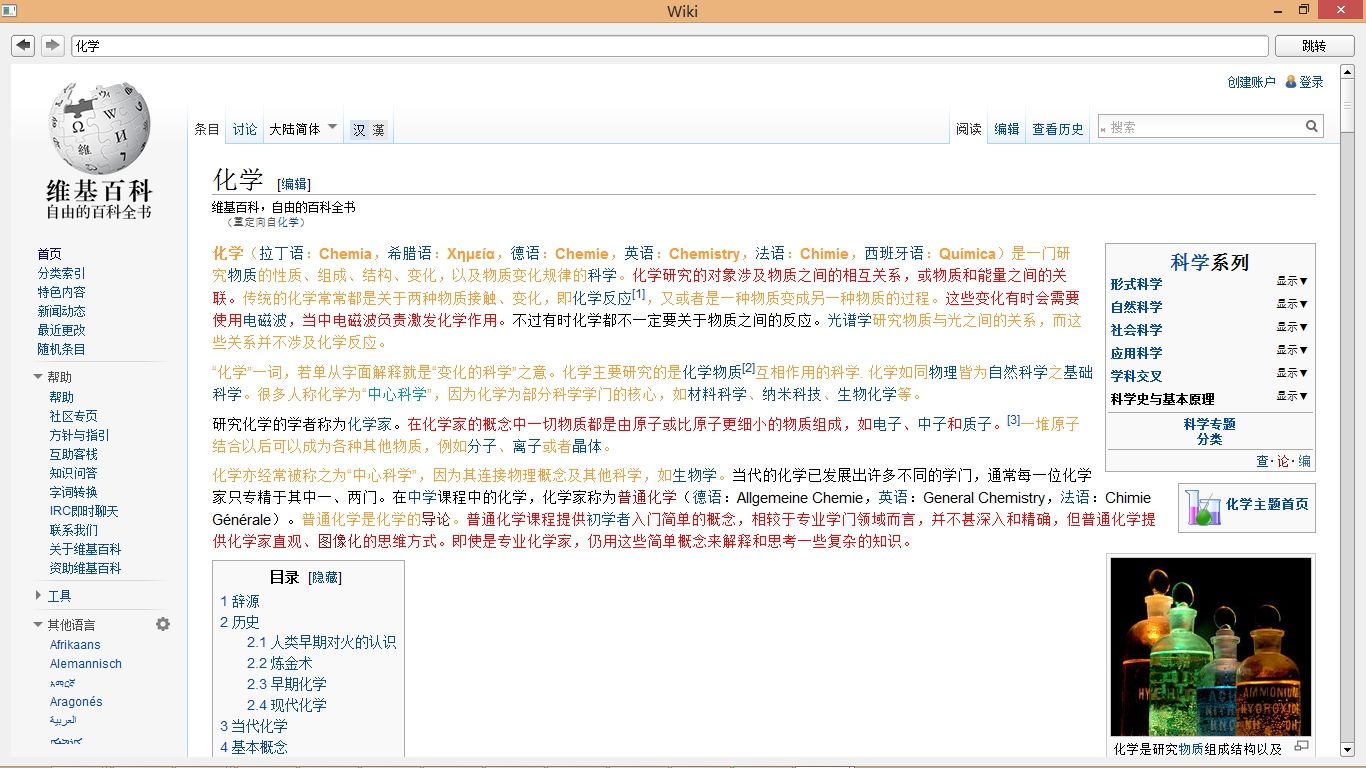 Wiki
化学
跳转
创建账户 登录
维基百科
自由的百科全书
条目 讨论 大陆简体 汉 漢
阅读 编辑 查看历史 搜索
首页
分类索引
特色内容
新闻动态
最近更改
随机条目
帮助
帮助
社区专页
方针与指引
互助客栈
知识问答
字词转换
IRC即时聊天
联系我们
关于维基百科
资助维基百科
工具
其他语言
Afrikaans
Alemannisch
አማርኛ
Aragonés
العربية
化学 [编辑]
维基百科，自由的百科全书
（重定向自化学）
化学（拉丁语：Chemia，希腊语：Χημεία，德语：Chemie，英语：Chemistry，法语：Chimie，西班牙语：Química）是一门研
究物质的性质、组成、结构、变化，以及物质变化规律的科学。化学研究的对象涉及物质之间的相互关系，或物质和能量之间的关
联。传统的化学常常都是关于两种物质接触、变化，即化学反应[1]，又或者是一种物质变成另一种物质的过程。这些变化有时会需要
使用电磁波，当中电磁波负责激发化学作用。不过有时化学都不一定要关于物质之间的反应。光谱学研究物质与光之间的关系，而这
些关系并不涉及化学反应。
“化学”一词，若单从字面解释就是“变化的科学”之意。化学主要研究的是化学物质[2]互相作用的科学. 化学如同物理皆为自然科学之基础
科学。很多人称化学为“中心科学”，因为化学为部分科学学门的核心，如材料科学、纳米科技、生物化学等。
研究化学的学者称为化学家。在化学家的概念中一切物质都是由原子或比原子更细小的物质组成，如电子、中子和质子。[3]一堆原子
结合以后可以成为各种其他物质，例如分子、离子或者晶体。
化学亦经常被称之为“中心科学”，因为其连接物理概念及其他科学，如生物学。当代的化学已发展出许多不同的学门，通常每一位化学
家只专精于其中一、两门。在中学课程中的化学，化学家称为普通化学（德语：Allgemeine Chemie，英语：General Chemistry，法语：Chimie
Générale）。普通化学是化学的导论。普通化学课程提供初学者入门简单的概念，相较于专业学门领域而言，并不甚深入和精确，但普通化学提
供化学家直观、图像化的思维方式。即使是专业化学家，仍用这些简单概念来解释和思考一些复杂的知识。
目录 [隐藏]
1 辞源
2 历史
2.1 人类早期对火的认识
2.2 炼金术
2.3 早期化学
2.4 现代化学
3 当代化学
4 基本概念
科学系列
形式科学 显示▼
自然科学 显示▼
社会科学 显示▼
应用科学 显示▼
学科交叉 显示▼
科学史与基本原理 显示▼
科学专题
分类
查·论·编
化学主题首页
AMMONIUM
HYDROXIDE
化学是研究物质组成结构以及